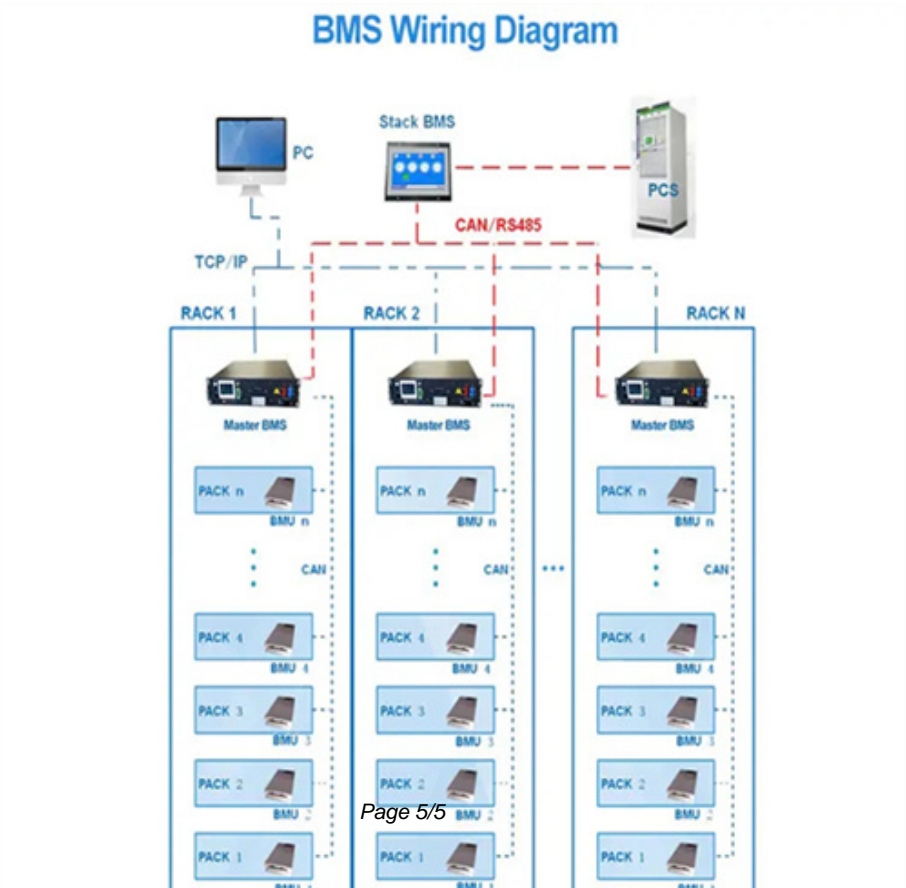 BMS Wiring Diagram
Stack BMS
PC
PCS
CAN/RS485
TCP/IP
RACK 1
RACK 2
RACK N
Master BMS
Master BMS
Master BMS
PACK n
PACK n
PACK n
BMU n
BMU n
BMU n
CAN
CAN
CAN
PACK 4
PACK 4
PACK 4
BMU 4
BMU 4
BMU 4
PACK 3
PACK 3
PACK 3
BMU 3
BMU 3
BMU 3
PACK 2
PACK 2
PACK 2
BMU 2
Page 5/5
BMU 2
BMU 2
PACK 1
PACK 1
PACK 1